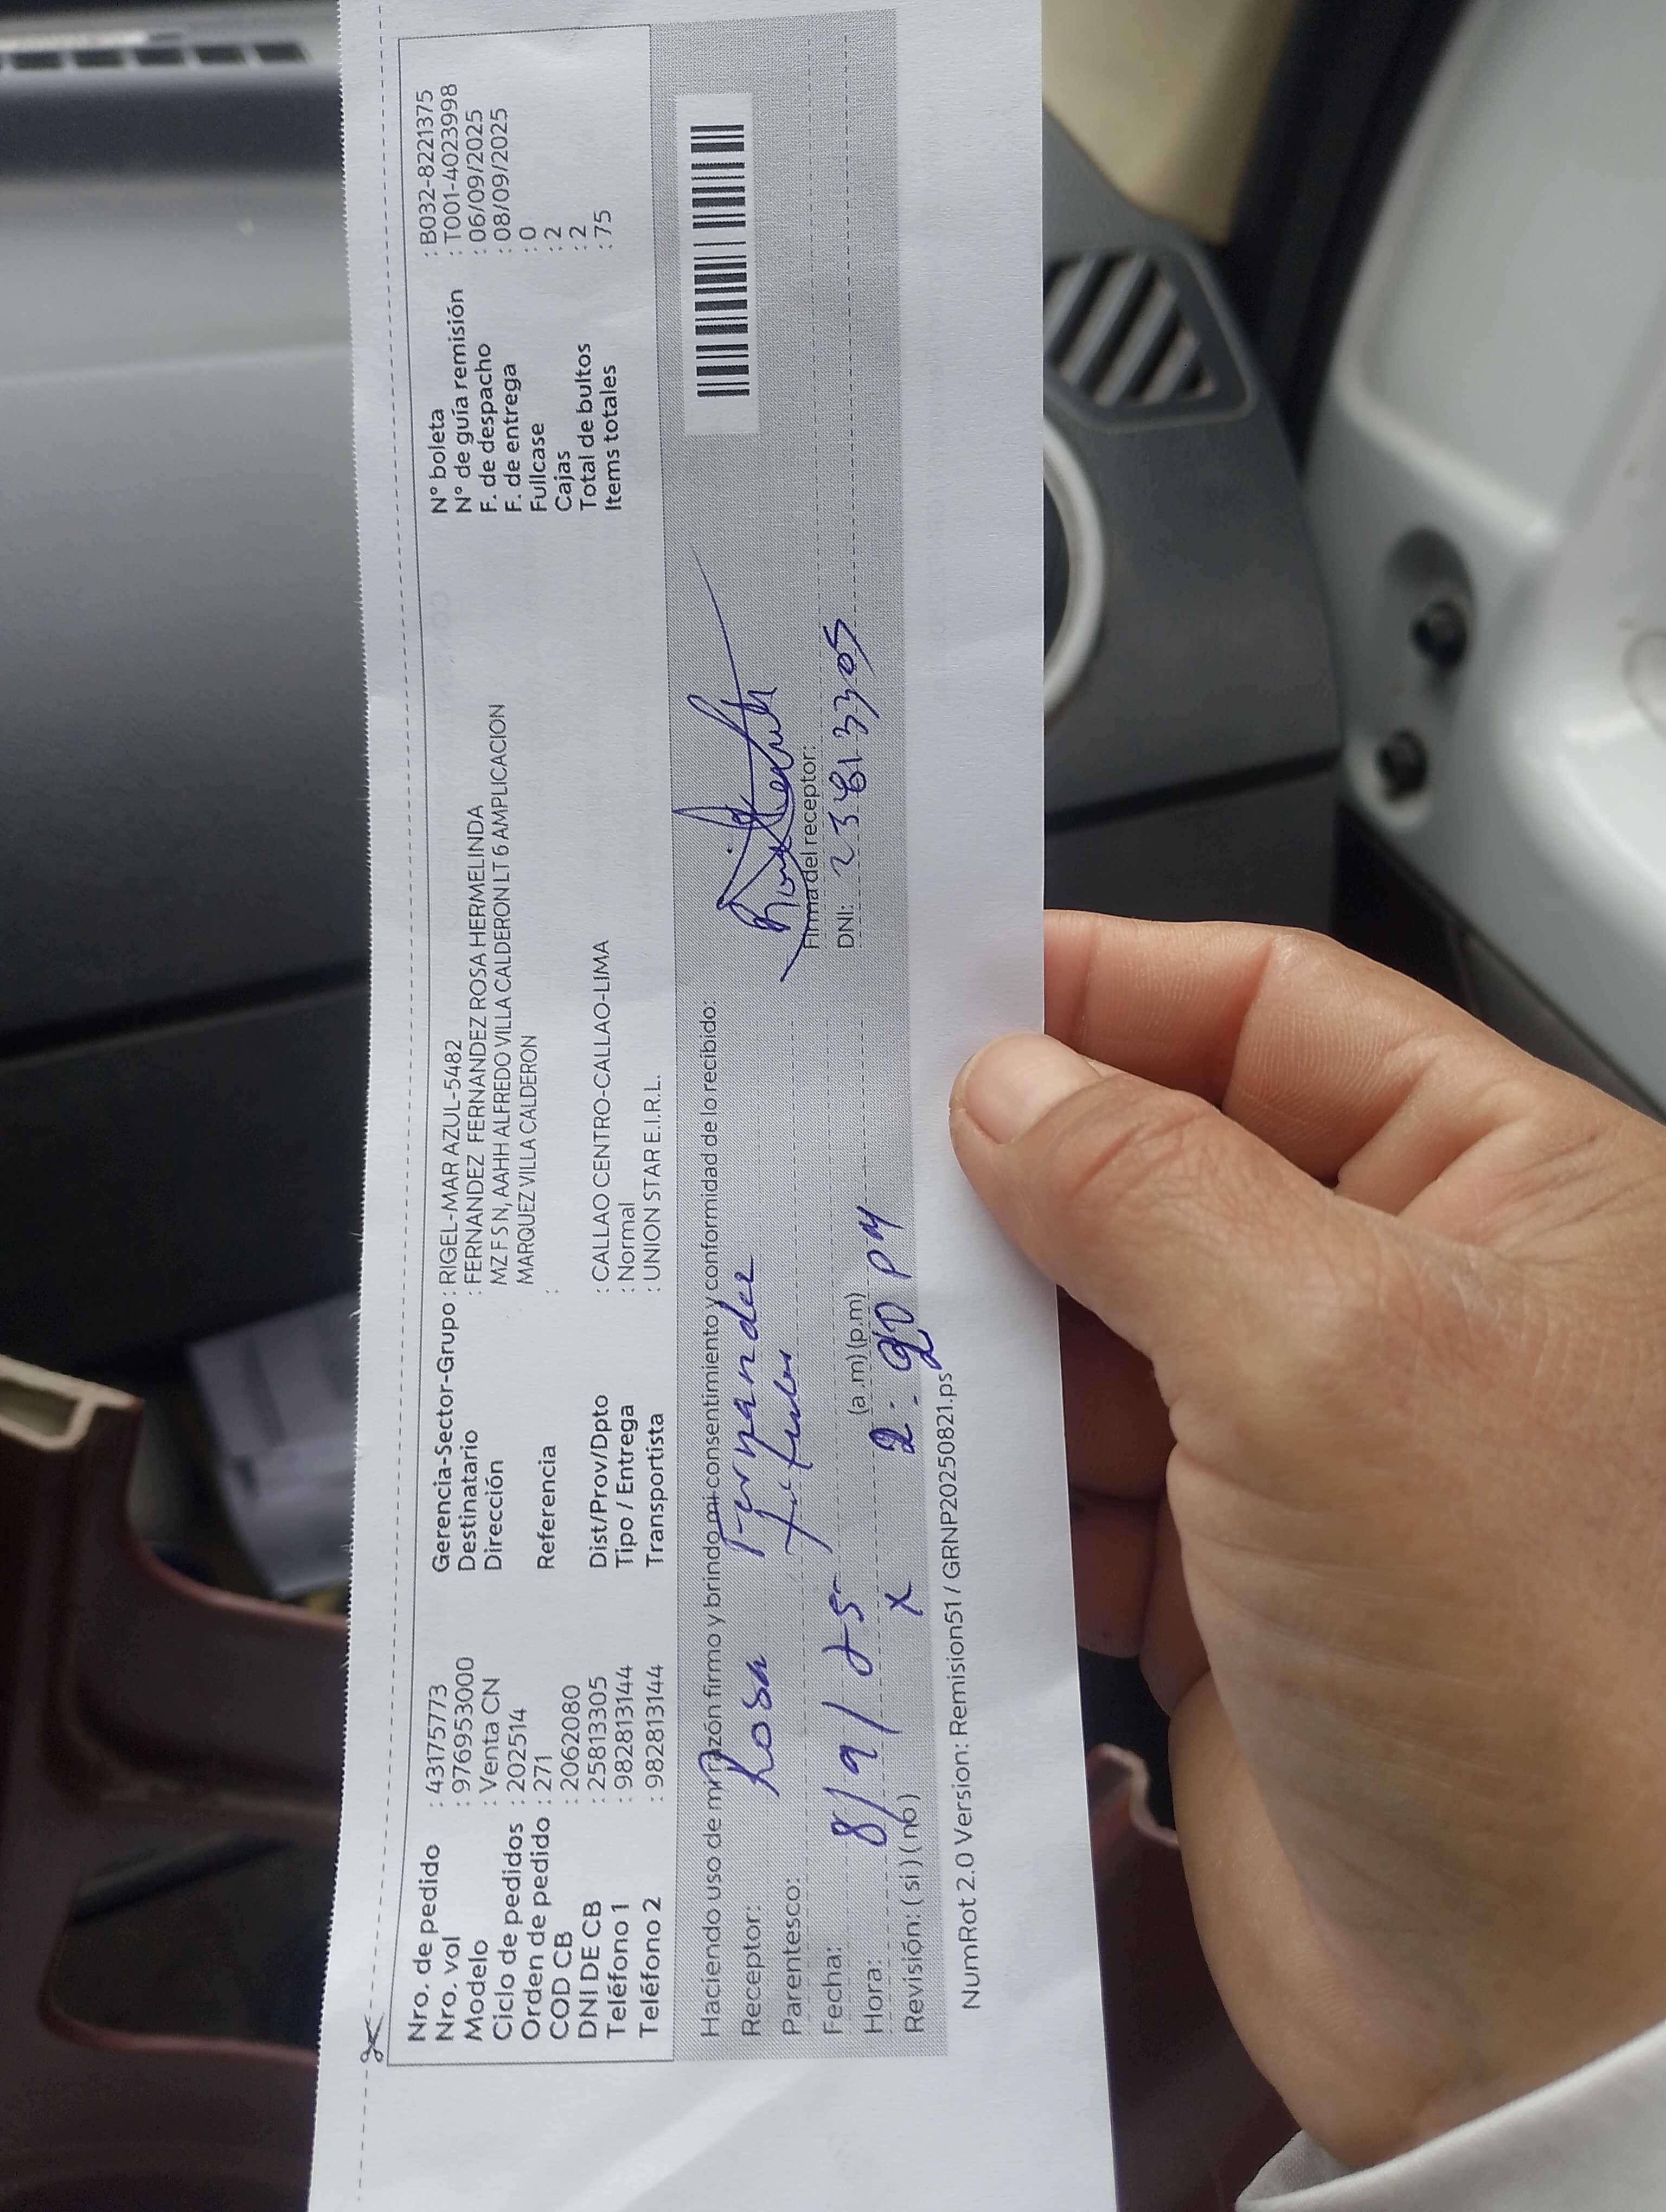 Nro. de pedido : 43175773
Nro. vol : 976953000
Modelo : Venta CN
Ciclo de pedidos : 202514
Orden de pedido : 271
COD CB : 2062080
DNI DE CB : 25813305
Teléfono 1 : 982813144
Teléfono 2 : 982813144
Gerencia-Sector-Grupo : RIGEL-MAR AZUL-5482
Destinatario : FERNANDEZ FERNANDEZ ROSA HERMELINDA
Dirección MZ F S N, AAHH ALFREDO VILLA CALDERON LT 6 AMPLICACION
MARQUEZ VILLA CALDERON
Referencia :
Dist/Prov/Dpto : CALLAO CENTRO-CALLAO-LIMA
Tipo / Entrega : Normal
Transportista : UNION STAR E.I.R.L.
N° boleta : B032-8221375
N° de guía remisión : T001-4023998
F. de despacho : 06/09/2025
F. de entrega : 08/09/2025
Fullcase : 0
Cajas : 2
Total de bultos : 2
Items totales : 75
Haciendo uso de mi razón firmo y brindo mi consentimiento y conformidad de lo recibido:
Receptor: Rosa Fernandez
Parentesco:
Fecha: 8/9/25
Hora: (a.m) (p.m) PM
Revisión: ( si ) ( no ) X
Firma del receptor:
DNI:
NumRot 2.0 Version: Remision51 / GRNP20250821.ps